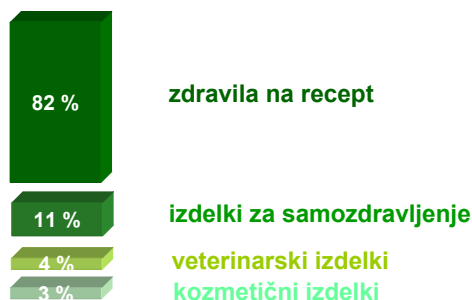 82 % zdravila na recept
11 % izdelki za samozdravljenje
4 % veterinarski izdelki
3 % kozmetični izdelki